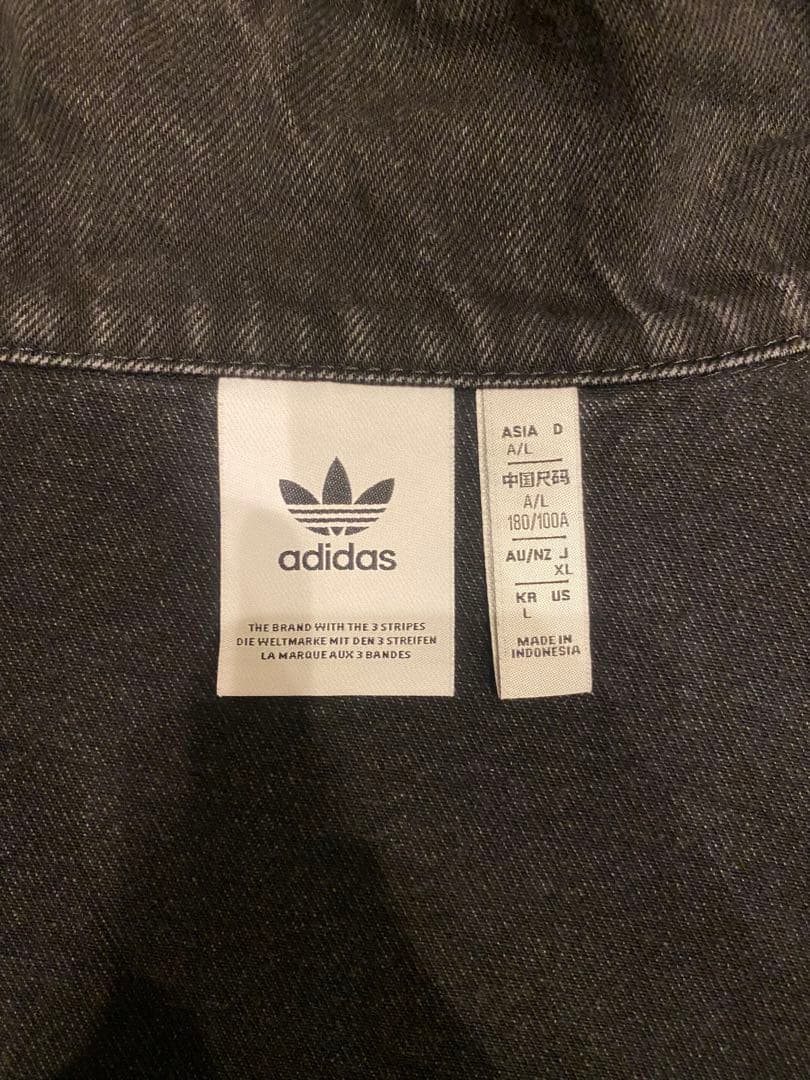 adidas
THE BRAND WITH THE 3 STRIPES
DIE WELTMARKE MIT DEN 3 STREIFEN
LA MARQUE AUX 3 BANDES
ASIA D
A/L
中国尺码
A/L
180/100A
AU/NZ J
XL
KR US
L
MADE IN
INDONESIA